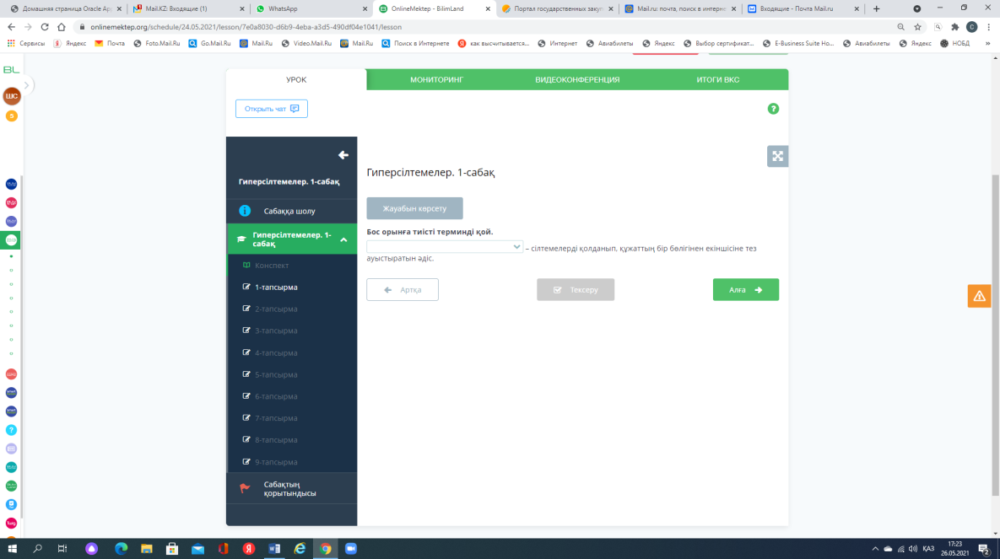 Домашняя страница Oracle Ap
Mail.KZ: Входящие (1)
WhatsApp
OnlineMektep - BilimLand
Портал государственных закуп
Mail.ru: почта, поиск в интерне
Входящие - Почта Mail.ru
onlinemektep.org/schedule/24.05.2021/lesson/7e0a8030-d6b9-4eba-a3d5-490df04e1041/lesson
Сервисы Яндекс Почта Foto.Mail.Ru Go.Mail.Ru Mail.Ru Video.Mail.Ru Mail.Ru Поиск в Интернете как высчитывается... Интернет Авиабилеты Яндекс Выбор сертификат... E-Business Suite Ho... Авиабилеты Яндекс НОБД »
BL
ШС
УРОК МОНИТОРИНГ ВИДЕОКОНФЕРЕНЦИЯ ИТОГИ ВКС
Открыть чат
Гиперсілтемелер. 1-сабақ
Сабаққа шолу
Гиперсілтемелер. 1-
сабақ
Конспект
1-тапсырма
2-тапсырма
3-тапсырма
4-тапсырма
5-тапсырма
6-тапсырма
7-тапсырма
8-тапсырма
9-тапсырма
Сабақтың
қорытындысы
Гиперсілтемелер. 1-сабақ
Жауабын көрсету
Бос орынға тиісті терминді қой.
– сілтемелерді қолданып, құжаттың бір бөлігінен екіншісіне тез
ауыстыратын әдіс.
Артқа Тексеру Алға
ҚАЗ
17:23
26.05.2021